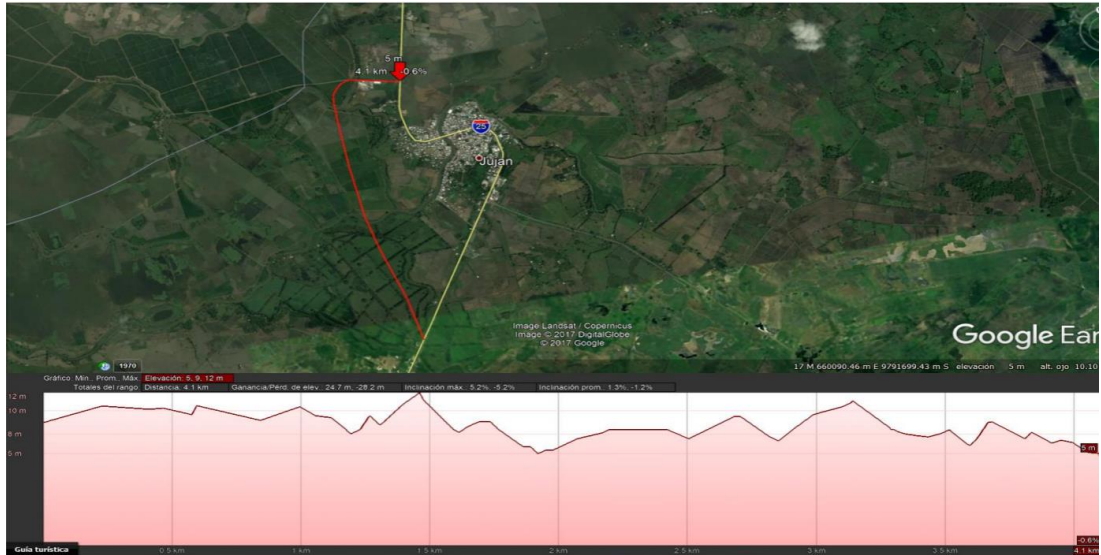 5 m
4.1 km -0.6%
25
Jujan
Image Landsat / Copernicus
Image © 2017 DigitalGlobe
© 2017 Google
Google Ear
1970
17 M 660090.46 m E 9791699.43 m S elevación 5 m alt. ojo 10.10
Gráfico: Mín., Prom., Máx. Elevación: 5, 9, 12 m
Totales del rango: Distancia: 4.1 km Ganancia/Pérd. de elev.: 24.7 m, -28.2 m Inclinación máx.: 5.2%, -5.2% Inclinación prom.: 1.3%, -1.2%
12 m
10 m
8 m
5 m
5 m
-0.6%
Guía turística
0.5 km
1 km
1.5 km
2 km
2.5 km
3 km
3.5 km
4.1 km